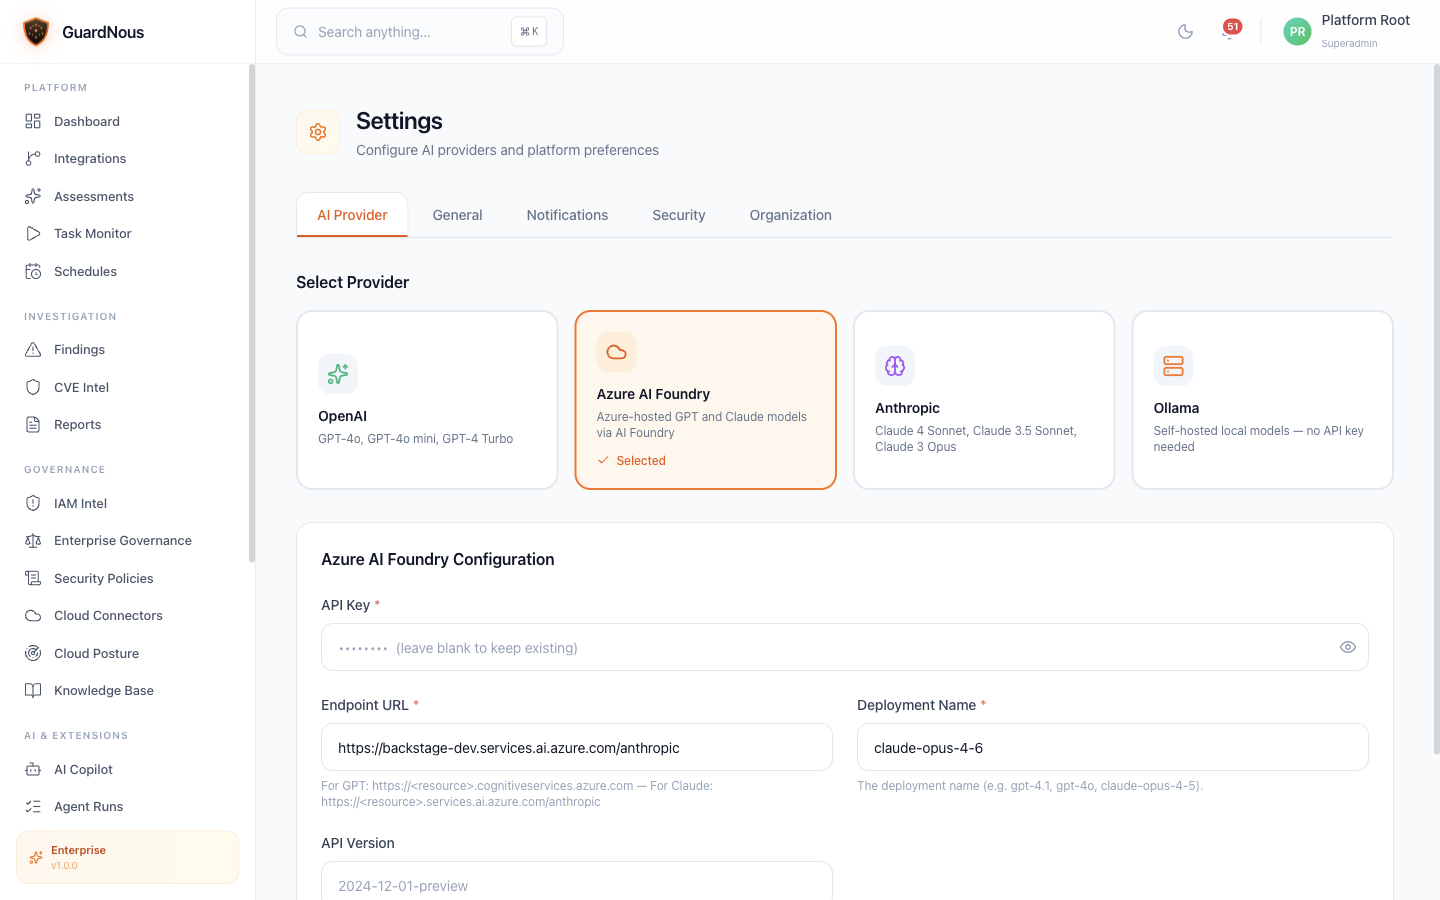 GuardNous
Search anything...
⌘ K
51
PR
Platform Root
Superadmin
PLATFORM
Dashboard
Integrations
Assessments
Task Monitor
Schedules
INVESTIGATION
Findings
CVE Intel
Reports
GOVERNANCE
IAM Intel
Enterprise Governance
Security Policies
Cloud Connectors
Cloud Posture
Knowledge Base
AI & EXTENSIONS
AI Copilot
Agent Runs
Enterprise
v1.0.0
Settings
Configure AI providers and platform preferences
AI Provider
General
Notifications
Security
Organization
Select Provider
OpenAI
GPT-4o, GPT-4o mini, GPT-4 Turbo
Azure AI Foundry
Azure-hosted GPT and Claude models
via AI Foundry
Selected
Anthropic
Claude 4 Sonnet, Claude 3.5 Sonnet,
Claude 3 Opus
Ollama
Self-hosted local models — no API key
needed
Azure AI Foundry Configuration
API Key *
•••••••• (leave blank to keep existing)
Endpoint URL *
https://backstage-dev.services.ai.azure.com/anthropic
For GPT: https://<resource>.cognitiveservices.azure.com — For Claude:
https://<resource>.services.ai.azure.com/anthropic
Deployment Name *
claude-opus-4-6
The deployment name (e.g. gpt-4.1, gpt-4o, claude-opus-4-5).
API Version
2024-12-01-preview